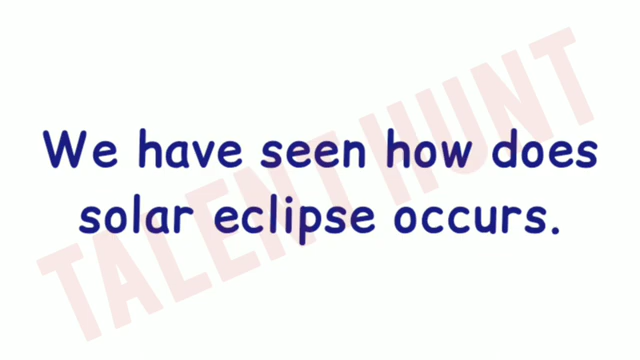 We have seen how does
solar eclipse occurs.
TALENT HUNT